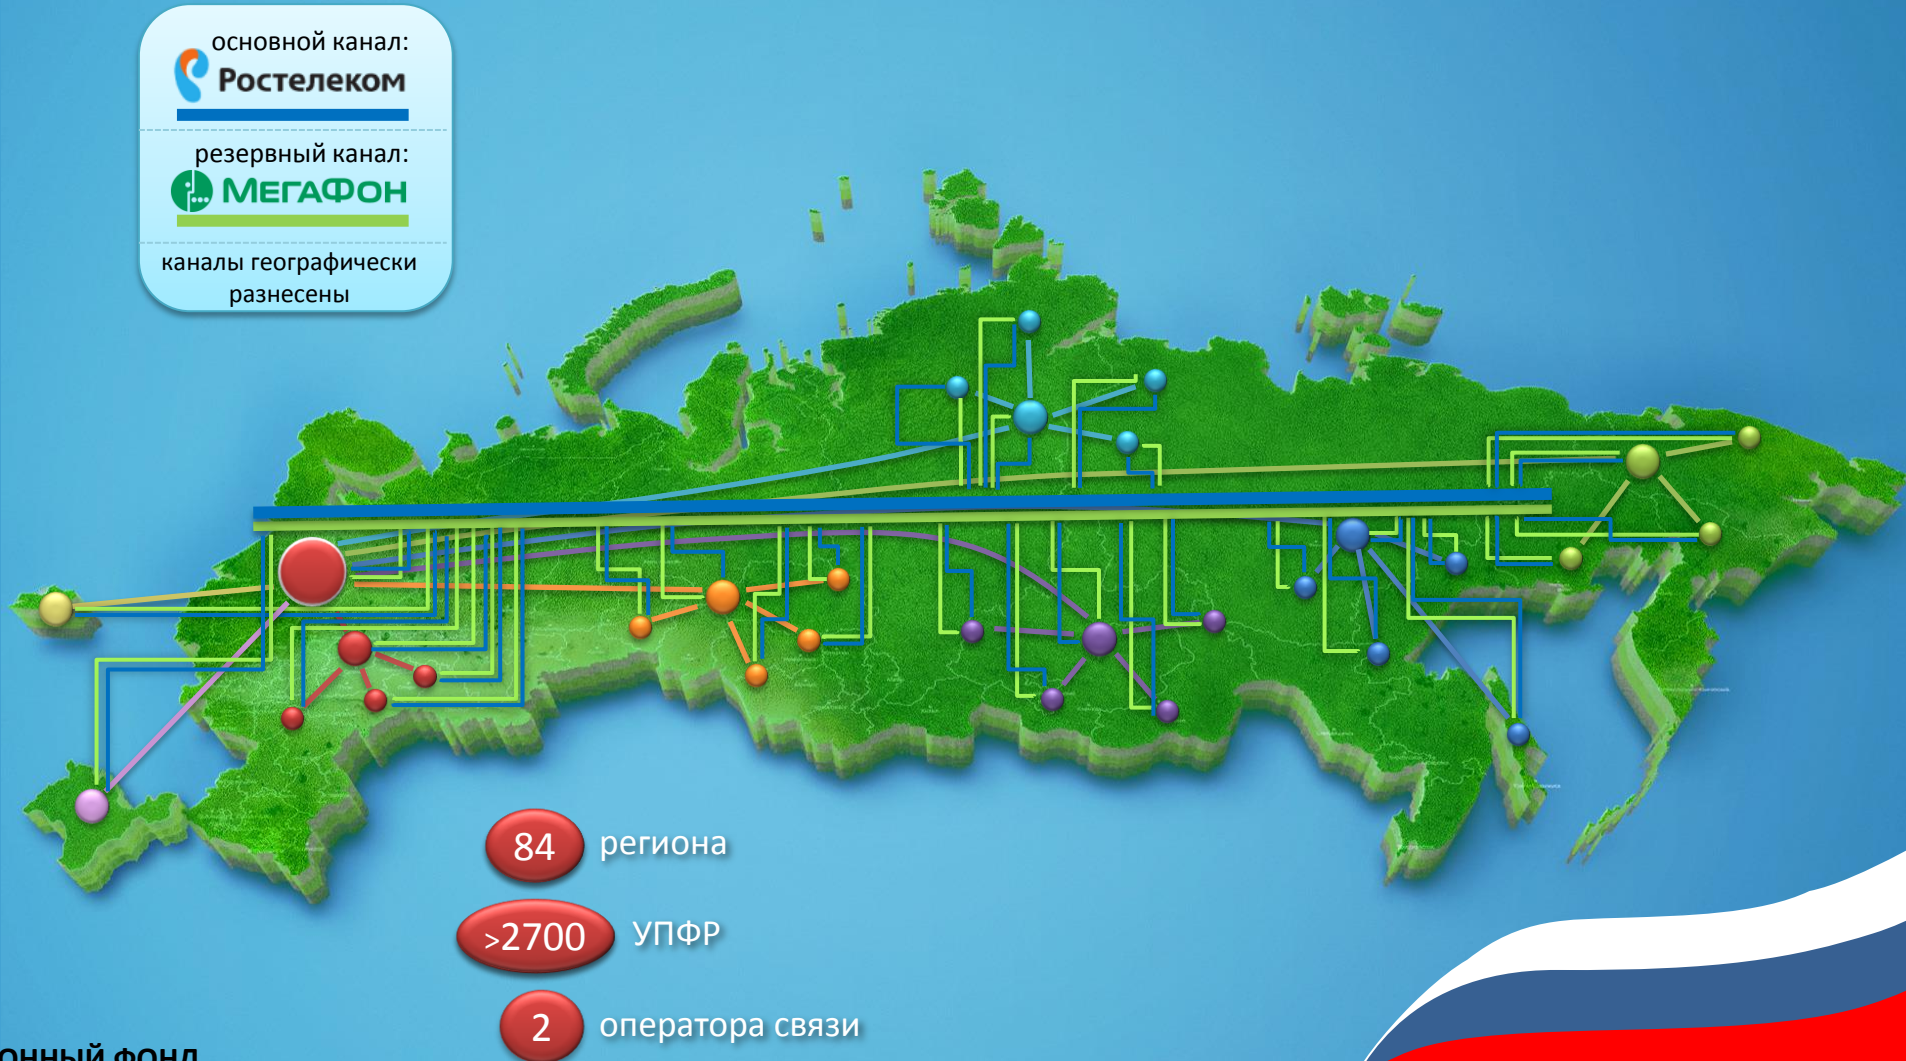 основной канал:
Ростелеком
резервный канал:
МЕГАФОН
каналы географически
разнесены
84 региона
>2700 УПФР
2 оператора связи